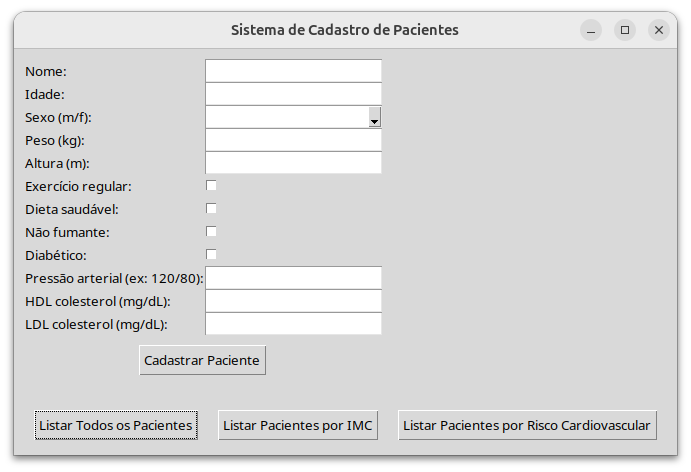 Sistema de Cadastro de Pacientes
Nome:
Idade:
Sexo (m/f):
Peso (kg):
Altura (m):
Exercício regular:
Dieta saudável:
Não fumante:
Diabético:
Pressão arterial (ex: 120/80):
HDL colesterol (mg/dL):
LDL colesterol (mg/dL):
Cadastrar Paciente
Listar Todos os Pacientes Listar Pacientes por IMC Listar Pacientes por Risco Cardiovascular